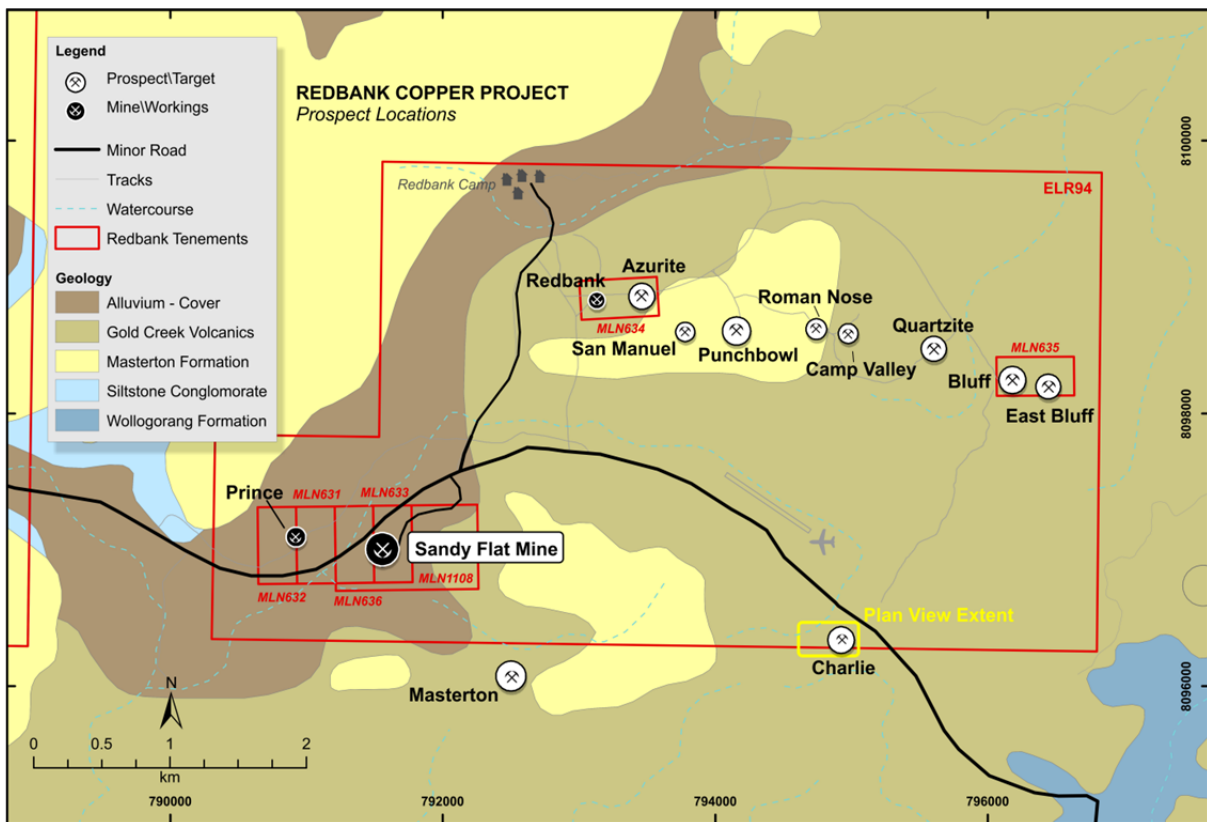 Legend
Prospect\Target
Mine\Workings
Minor Road
Tracks
Watercourse
Redbank Tenements
Geology
Alluvium - Cover
Gold Creek Volcanics
Masterton Formation
Siltstone Conglomorate
Wollogorang Formation
REDBANK COPPER PROJECT
Prospect Locations
Redbank Camp
ELR94
8100000
Redbank
Azurite
MLN634
San Manuel
Punchbowl
Roman Nose
Camp Valley
Quartzite
MLN635
Bluff
East Bluff
8098000
Prince
MLN631
MLN633
Sandy Flat Mine
MLN1108
MLN632
MLN636
Plan View Extent
Charlie
Masterton
8096000
N
0 0.5 1 2
km
790000 792000 794000 796000